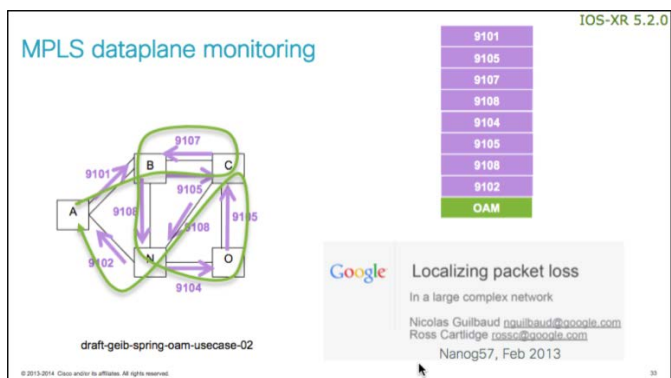 IOS-XR 5.2.0
MPLS dataplane monitoring
9101
9105
9107
9108
9104
9105
9108
9102
OAM
9107
9101
B
C
9105
A
9108
9108
9105
9102
N
O
9104
draft-geib-spring-oam-usecase-02
Google
Localizing packet loss
In a large complex network
Nicolas Guilbaud nguilbaud@google.com
Ross Cartlidge rossc@google.com
Nanog57, Feb 2013
© 2013-2014 Cisco and/or its affiliates. All rights reserved.
33